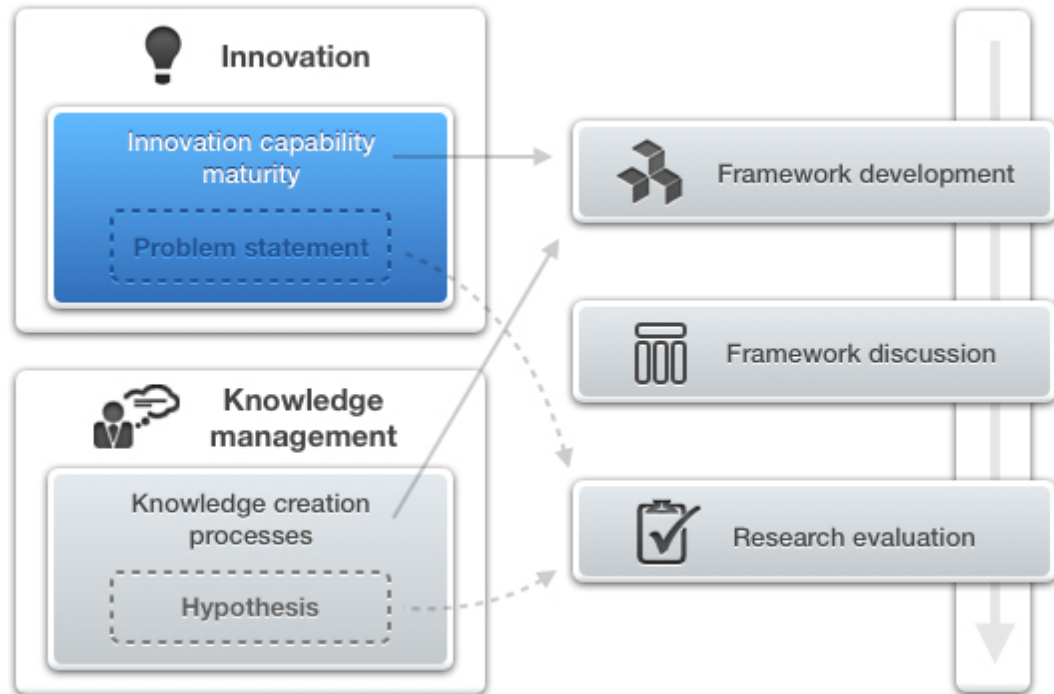 Innovation
Innovation capability
maturity
Problem statement
Knowledge
management
Knowledge creation
processes
Hypothesis
Framework development
Framework discussion
Research evaluation